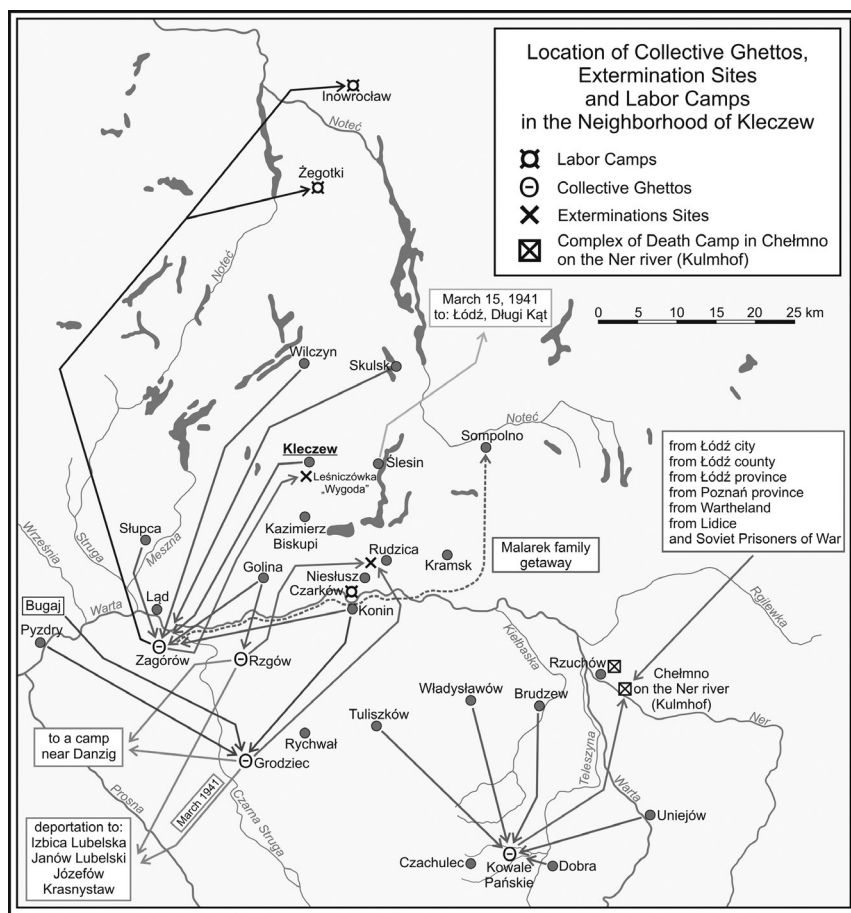 Location of Collective Ghettos,
Extermination Sites
and Labor Camps
in the Neighborhood of Kleczew
Labor Camps
Collective Ghettos
Exterminations Sites
Complex of Death Camp in Chełmno
on the Ner river (Kulmhof)
0 5 10 15 20 25 km
Inowrocław
Noteć
Żegotki
Noteć
March 15, 1941
to: Łódź, Długi Kąt
Wilczyn
Skulsk
Noteć
Sompolno
Kleczew
Ślesin
Leśniczówka
„Wygoda”
from Łódź city
from Łódź county
from Łódź province
from Poznań province
from Wartheland
from Lidice
and Soviet Prisoners of War
Września
Struga
Meszna
Słupca
Kazimierz
Biskupi
Rudzica
Kramsk
Malarek family
getaway
Golina
Niesłusz
Czarków
Ląd
Warta
Konin
Bugaj
Pyzdry
Zagórów
Rzgów
Kiełbaska
Rgilewka
Rzuchów
Chełmno
on the Ner river
(Kulmhof)
Ner
Władysławów
Brudzew
Tuliszków
Rychwał
to a camp
near Danzig
Grodziec
Teleszyna
Warta
Prosna
March 1941
Czarna Struga
Uniejów
deportation to:
Izbica Lubelska
Janów Lubelski
Józefów
Krasnystaw
Czachulec
Kowale
Pańskie
Dobra